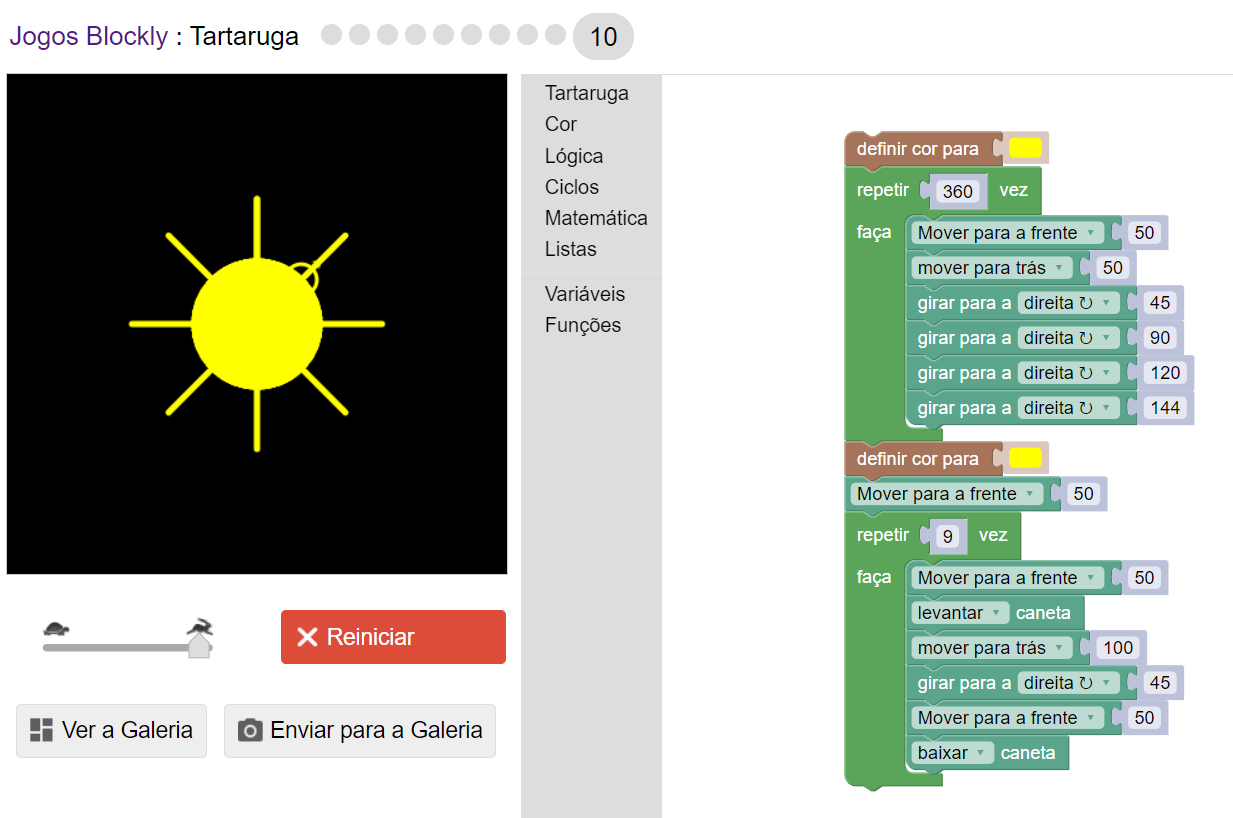 Jogos Blockly : Tartaruga 10
Tartaruga
Cor
Lógica
Ciclos
Matemática
Listas
Variáveis
Funções
definir cor para
repetir 360 vez
faça Mover para a frente 50
mover para trás 50
girar para a direita ↻ 45
girar para a direita ↻ 90
girar para a direita ↻ 120
girar para a direita ↻ 144
definir cor para
Mover para a frente 50
repetir 9 vez
faça Mover para a frente 50
levantar caneta
mover para trás 100
girar para a direita ↻ 45
Mover para a frente 50
baixar caneta
Reiniciar
Ver a Galeria
Enviar para a Galeria